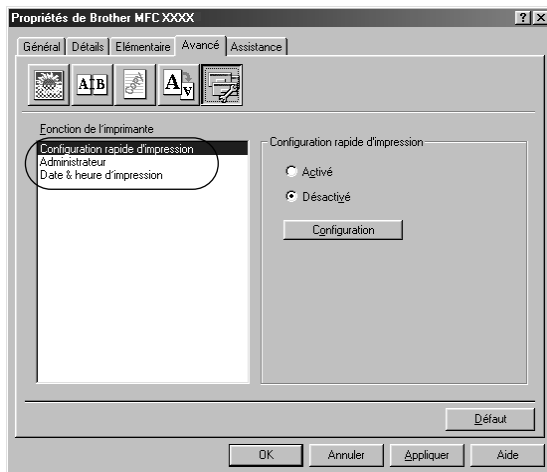 Propriétés de Brother MFC XXXX
Général Détails Elémentaire Avancé Assistance
Fonction de l'imprimante
Configuration rapide d'impression
Administrateur
Date & heure d'impression
Configuration rapide d'impression
Activé
Désactivé
Configuration
Défaut
OK Annuler Appliquer Aide